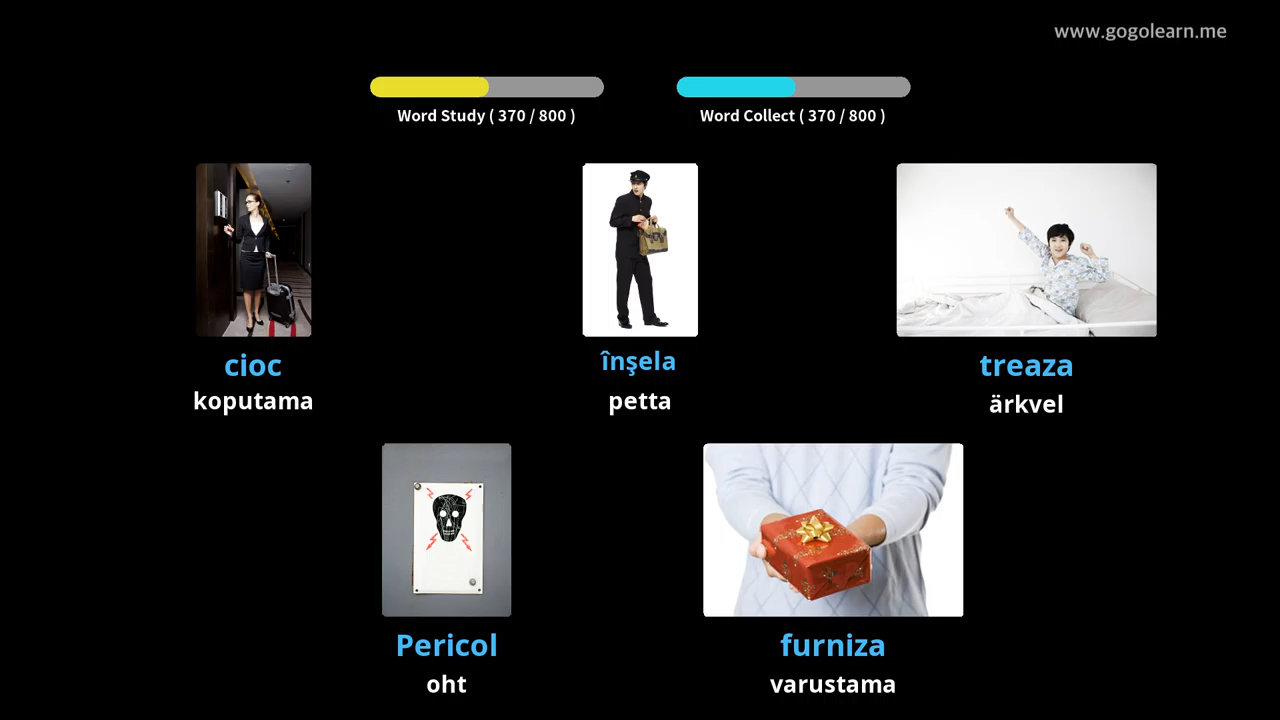 www.gogolearn.me
Word Study ( 370 / 800 )
Word Collect ( 370 / 800 )
cioc
koputama
înşela
petta
treaza
ärkvel
Pericol
oht
furniza
varustama